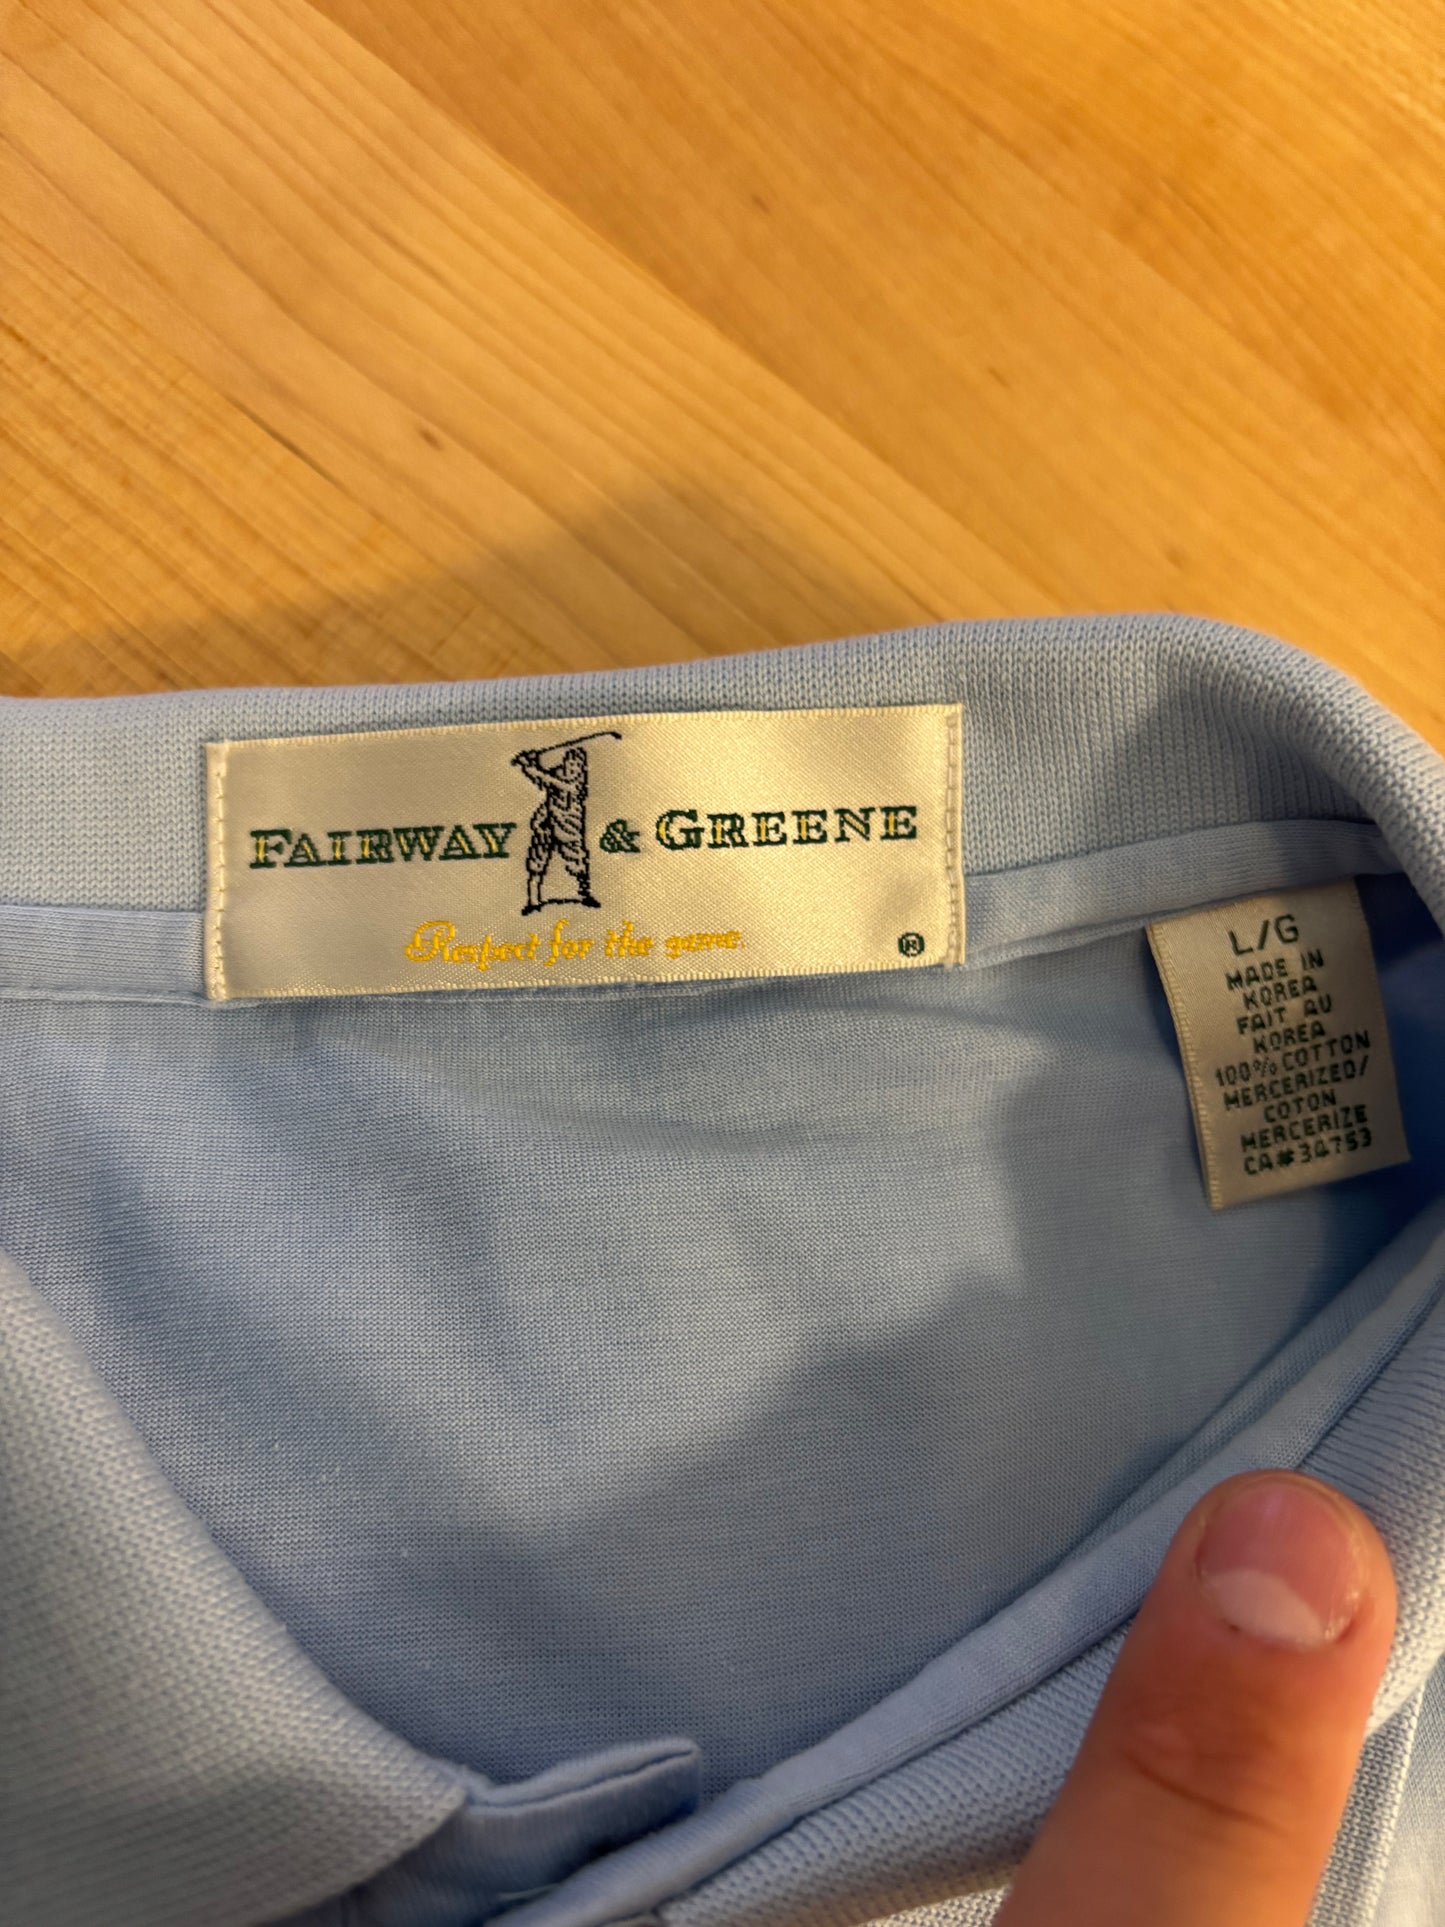 FAIRWAY & GREENE
Respect for the game.
®
L/G
MADE IN
KOREA
FAIT AU
KOREA
100% COTTON
MERCERIZED/
COTON
MERCERIZE
CA#34753